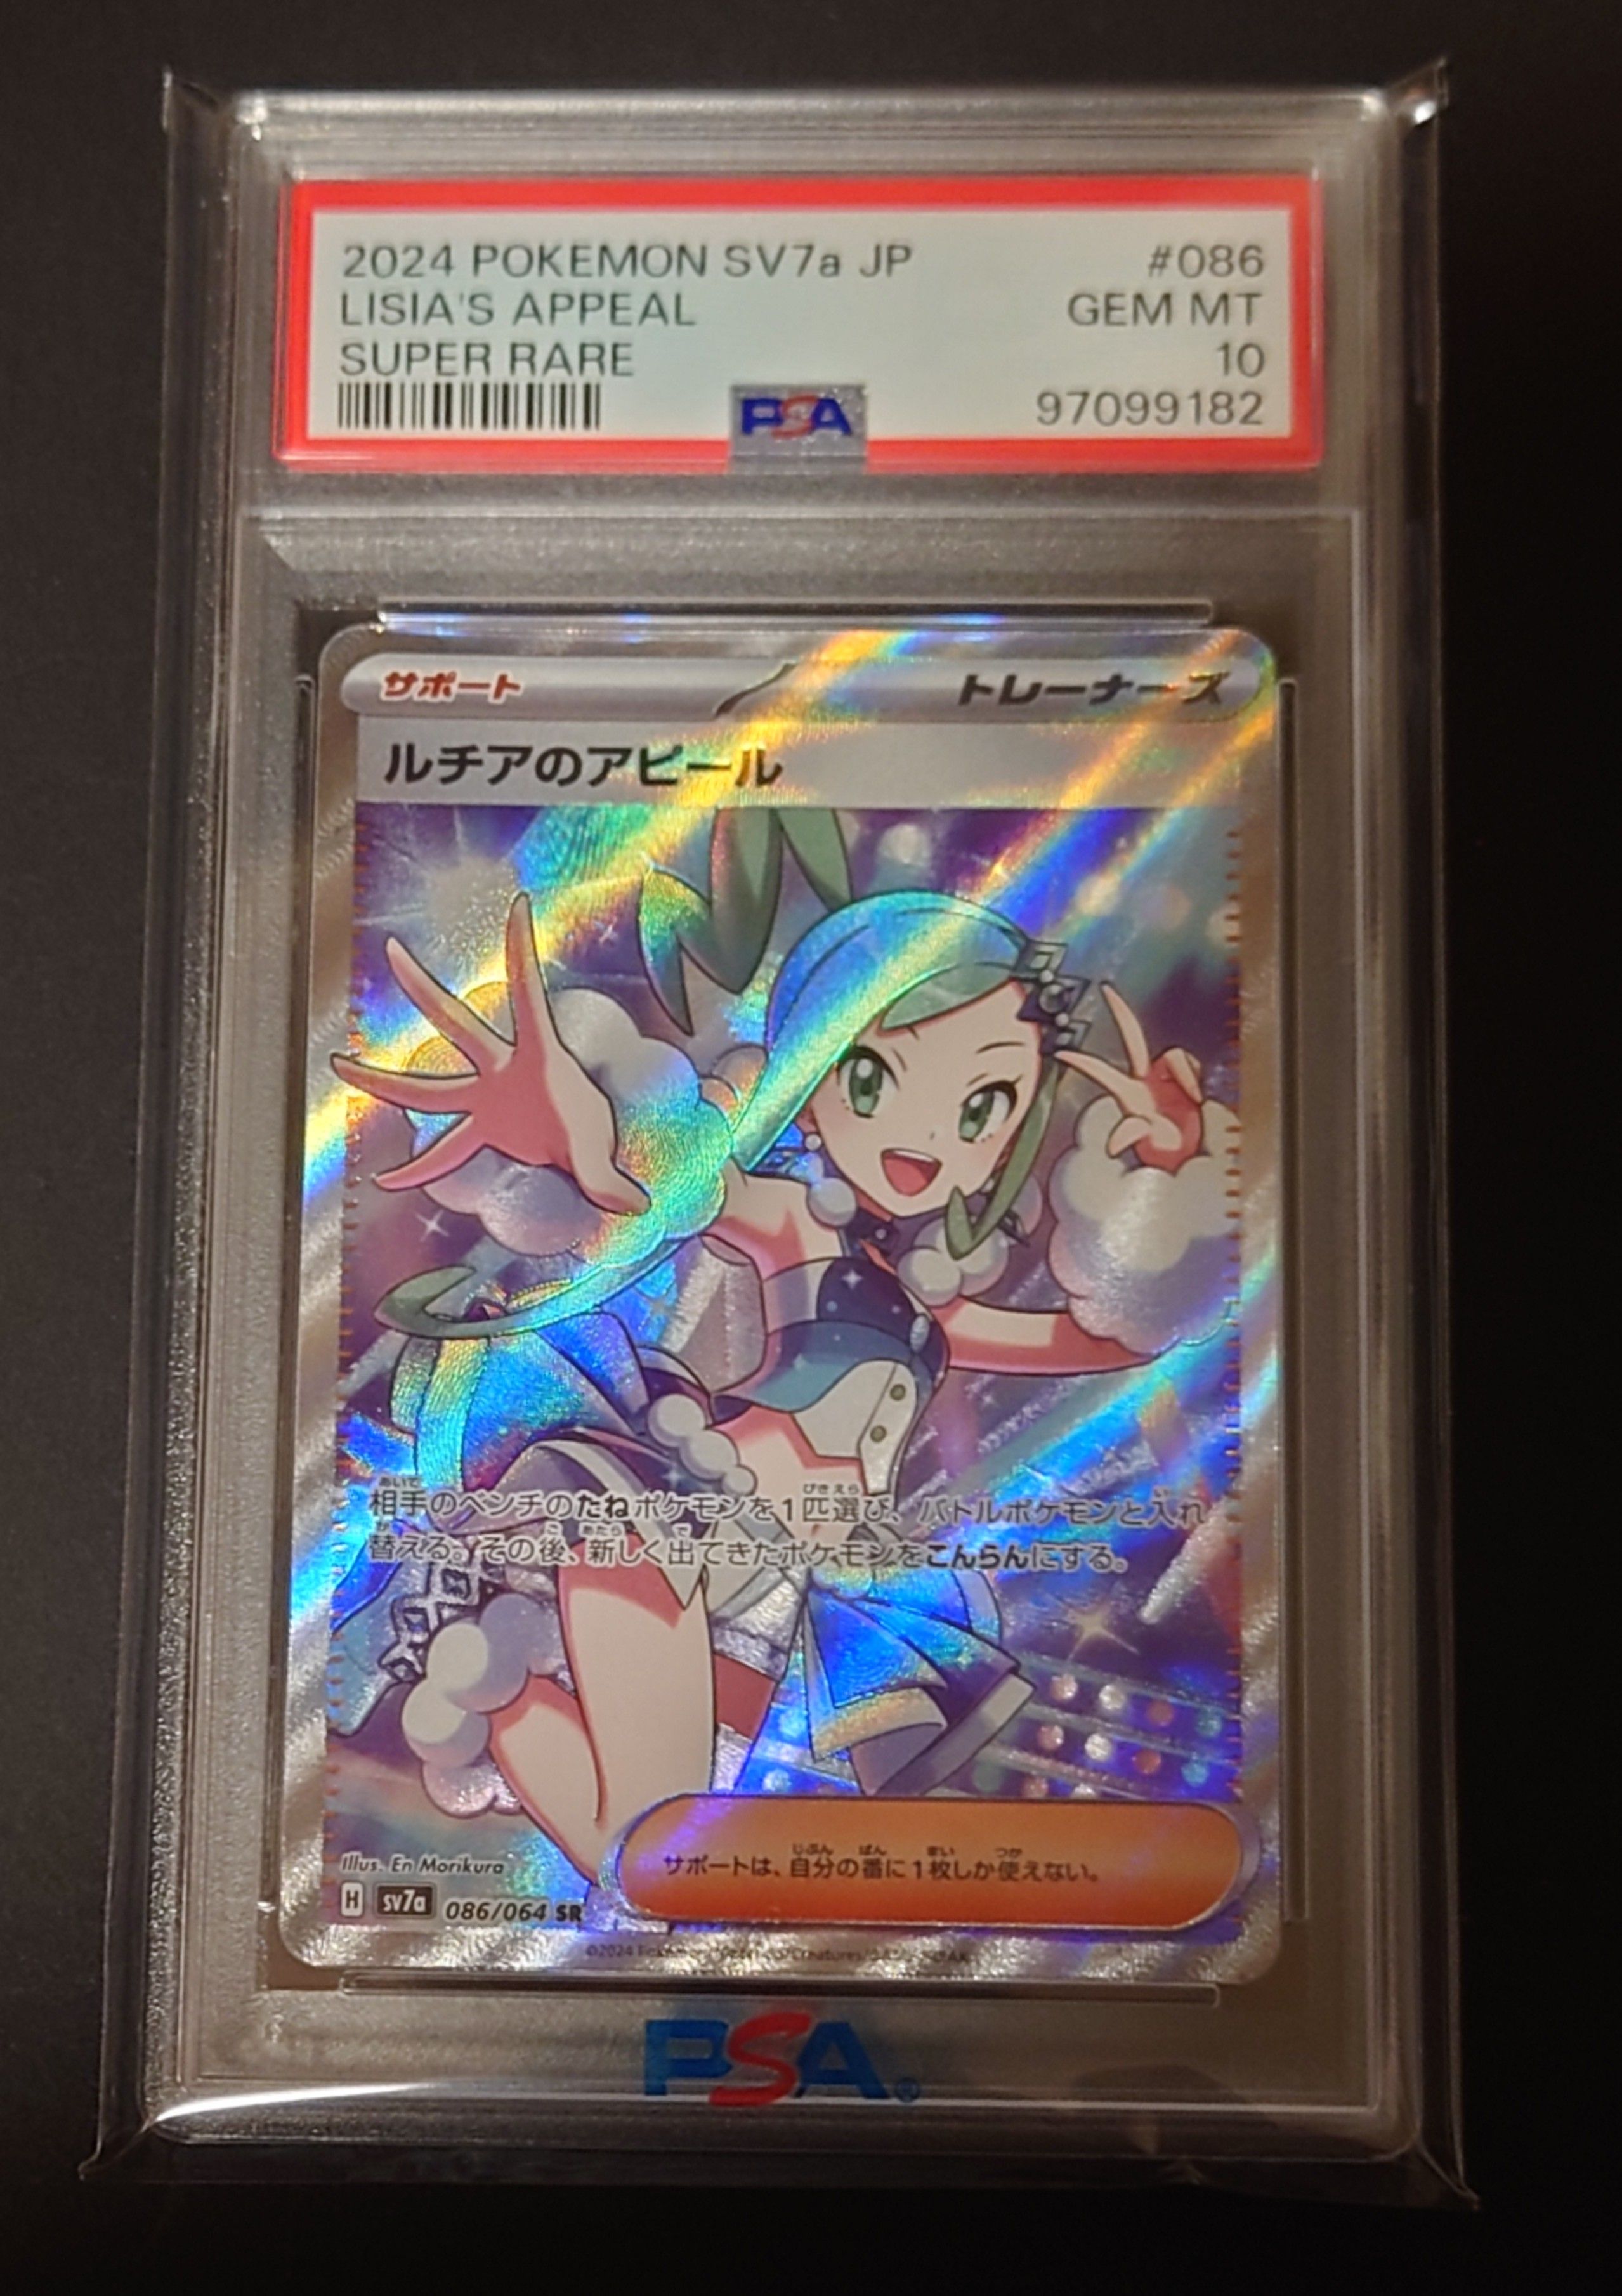 2024 POKEMON SV7a JP #086
LISIA'S APPEAL GEM MT
SUPER RARE 10
PSA 97099182
サポート トレーナーズ
ルチアのアピール
相手のベンチのたねポケモンを1匹選び、バトルポケモンと入れ
替える。その後、新しく出てきたポケモンをこんらんにする。
サポートは、自分の番に1枚しか使えない。
Illus. En Morikura
H sv7a 086/064 SR
©2024
PSA®